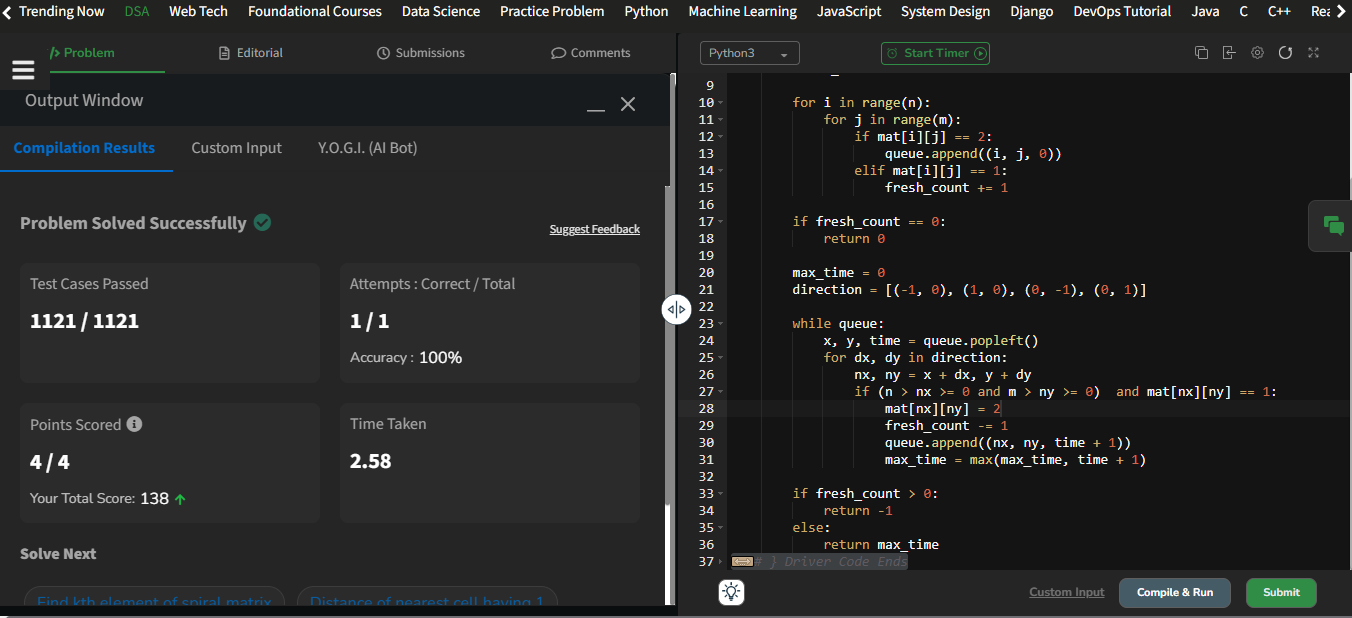 Trending Now DSA Web Tech Foundational Courses Data Science Practice Problem Python Machine Learning JavaScript System Design Django DevOps Tutorial Java C C++
Problem Editorial Submissions Comments
Output Window
Compilation Results Custom Input Y.O.G.I. (AI Bot)
Problem Solved Successfully
Suggest Feedback
Test Cases Passed
1121 / 1121
Attempts : Correct / Total
1 / 1
Accuracy : 100%
Points Scored
4 / 4
Your Total Score: 138
Time Taken
2.58
Solve Next
Find kth element of spiral matrix Distance of nearest cell having 1
Python3 Start Timer
9
10 for i in range(n):
11 for j in range(m):
12 if mat[i][j] == 2:
13 queue.append((i, j, 0))
14 elif mat[i][j] == 1:
15 fresh_count += 1
16
17 if fresh_count == 0:
18 return 0
19
20 max_time = 0
21 direction = [(-1, 0), (1, 0), (0, -1), (0, 1)]
22
23 while queue:
24 x, y, time = queue.popleft()
25 for dx, dy in direction:
26 nx, ny = x + dx, y + dy
27 if (n > nx >= 0 and m > ny >= 0)  and mat[nx][ny] == 1:
28 mat[nx][ny] = 2
29 fresh_count -= 1
30 queue.append((nx, ny, time + 1))
31 max_time = max(max_time, time + 1)
32
33 if fresh_count > 0:
34 return -1
35 else:
36 return max_time
37 # } Driver Code Ends
Custom Input Compile & Run Submit